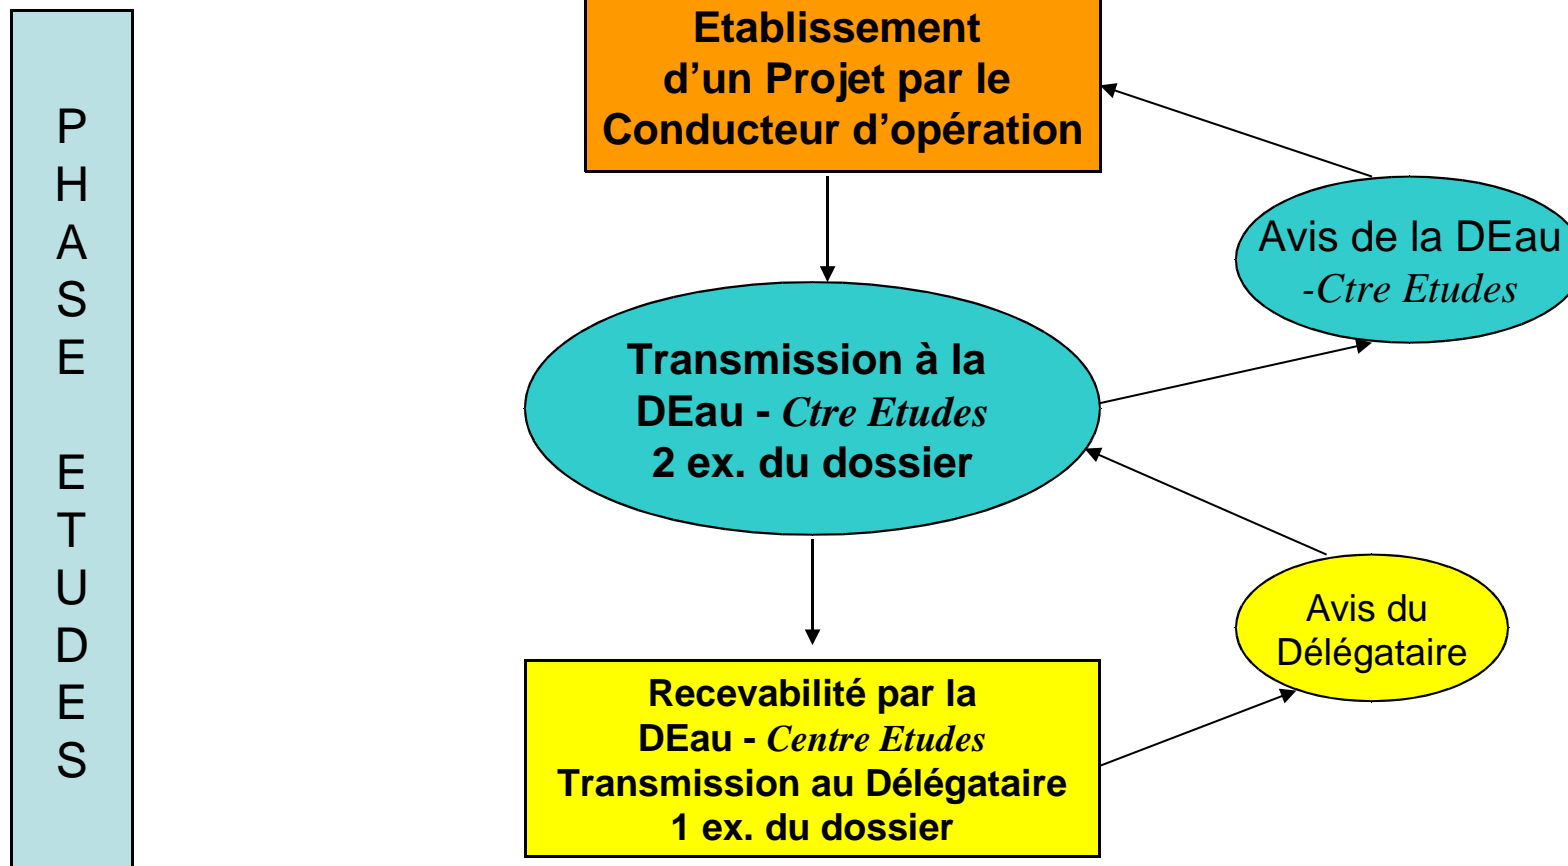 PHASE ETUDES
Etablissement
d’un Projet par le
Conducteur d’opération
Avis de la DEau
-Ctre Etudes
Transmission à la
DEau - Ctre Etudes
2 ex. du dossier
Avis du
Délégataire
Recevabilité par la
DEau - Centre Etudes
Transmission au Délégataire
1 ex. du dossier